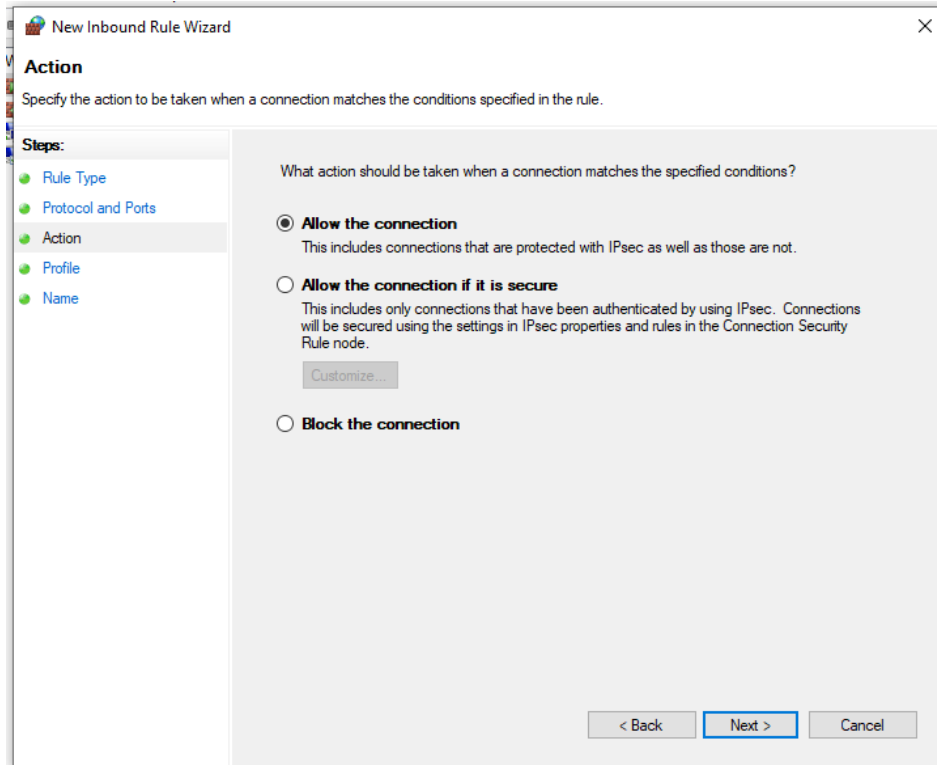 New Inbound Rule Wizard
Action
Specify the action to be taken when a connection matches the conditions specified in the rule.
Steps:
Rule Type
Protocol and Ports
Action
Profile
Name
What action should be taken when a connection matches the specified conditions?
Allow the connection
This includes connections that are protected with IPsec as well as those are not.
Allow the connection if it is secure
This includes only connections that have been authenticated by using IPsec. Connections
will be secured using the settings in IPsec properties and rules in the Connection Security
Rule node.
Customize...
Block the connection
< Back
Next >
Cancel